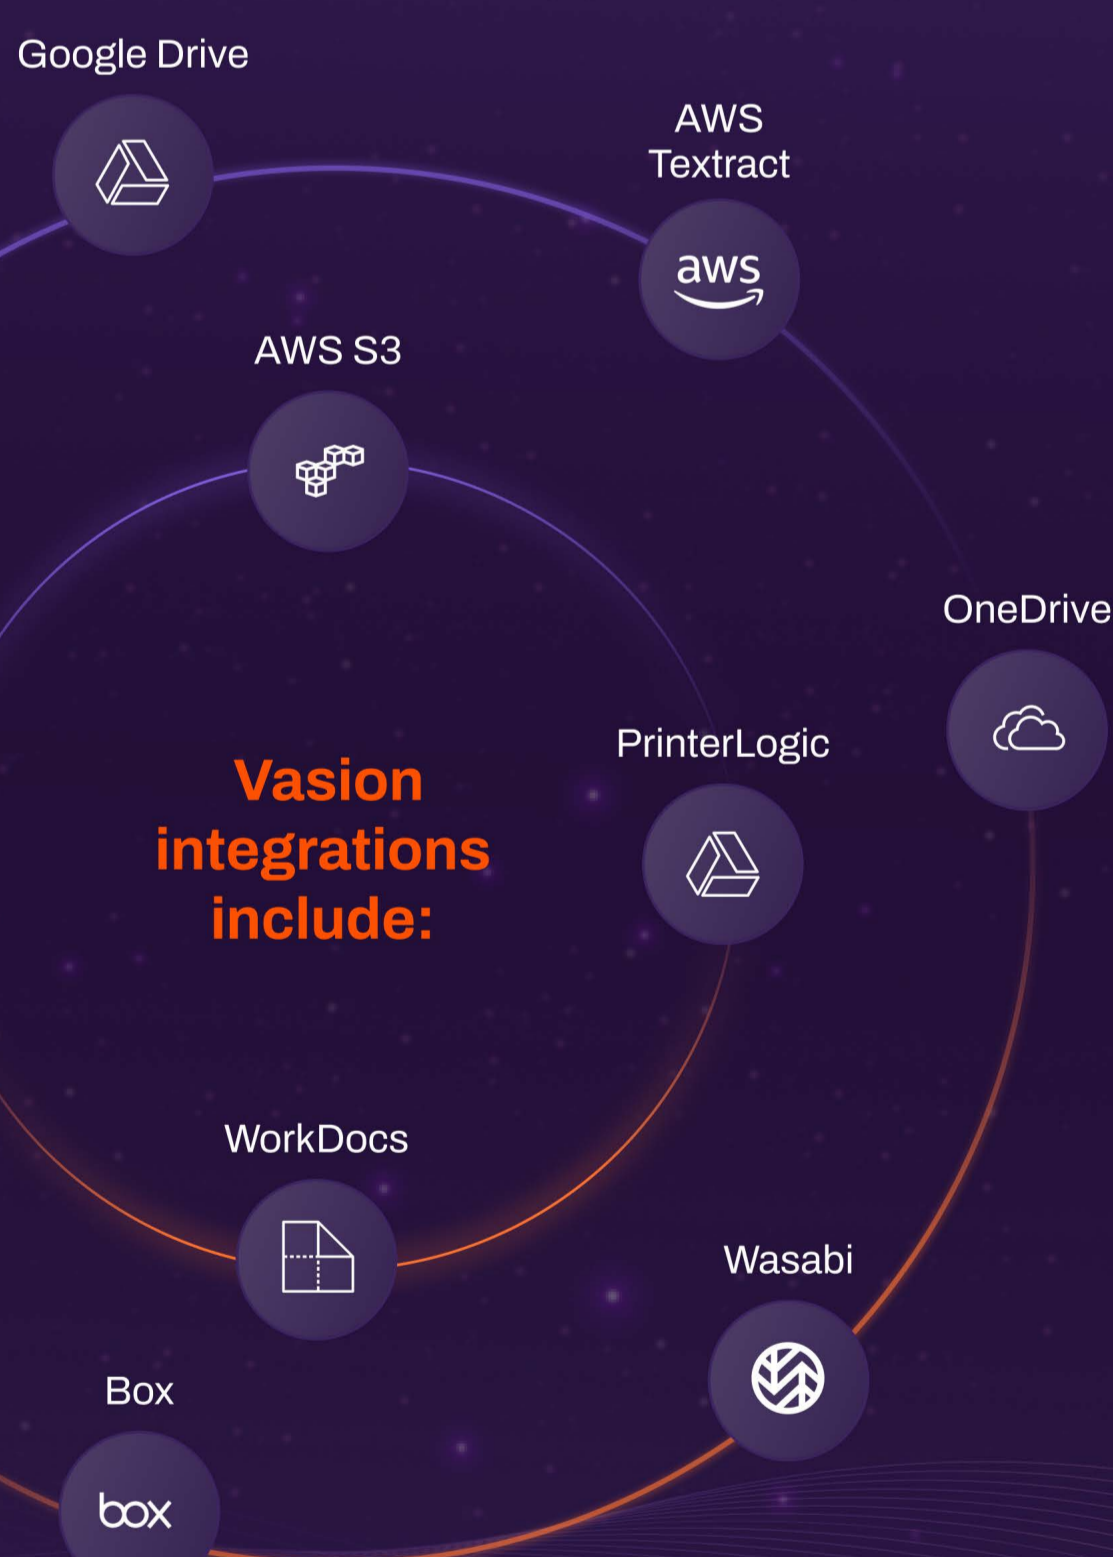 Google Drive
AWS
Textract
aws
AWS S3
OneDrive
PrinterLogic
Vasion
integrations
include:
WorkDocs
Wasabi
Box
box